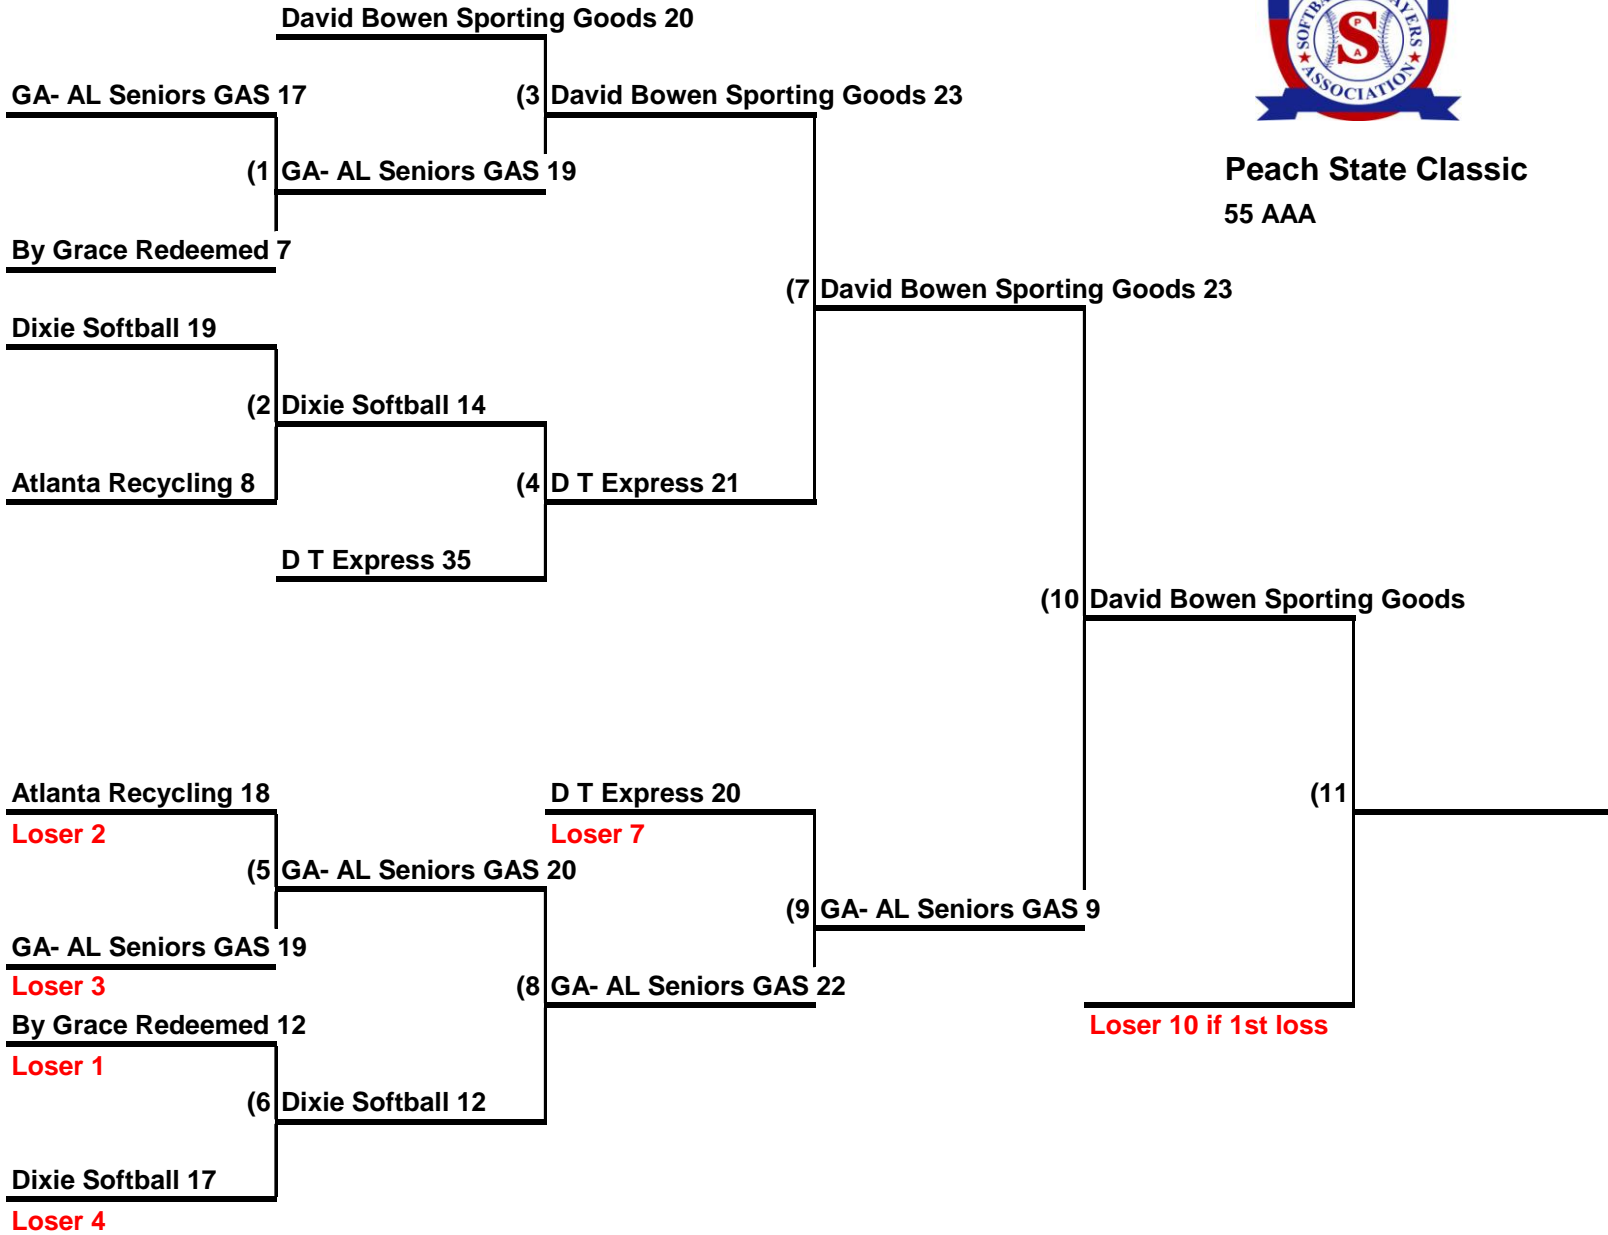 David Bowen Sporting Goods 20
SOFTBALL PLAYERS
P
S
A
ASSOCIATION
GA- AL Seniors GAS 17
(3 David Bowen Sporting Goods 23
(1 GA- AL Seniors GAS 19
Peach State Classic
55 AAA
By Grace Redeemed 7
(7 David Bowen Sporting Goods 23
Dixie Softball 19
(2 Dixie Softball 14
Atlanta Recycling 8
(4 D T Express 21
D T Express 35
(10 David Bowen Sporting Goods
Atlanta Recycling 18
D T Express 20
(11
Loser 2
Loser 7
(5 GA- AL Seniors GAS 20
(9 GA- AL Seniors GAS 9
GA- AL Seniors GAS 19
Loser 3
(8 GA- AL Seniors GAS 22
By Grace Redeemed 12
Loser 10 if 1st loss
Loser 1
(6 Dixie Softball 12
Dixie Softball 17
Loser 4